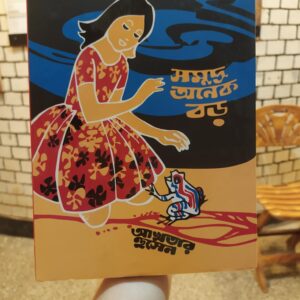 সমুদ্র
অনেক
বড়
আখতার
হুসেন